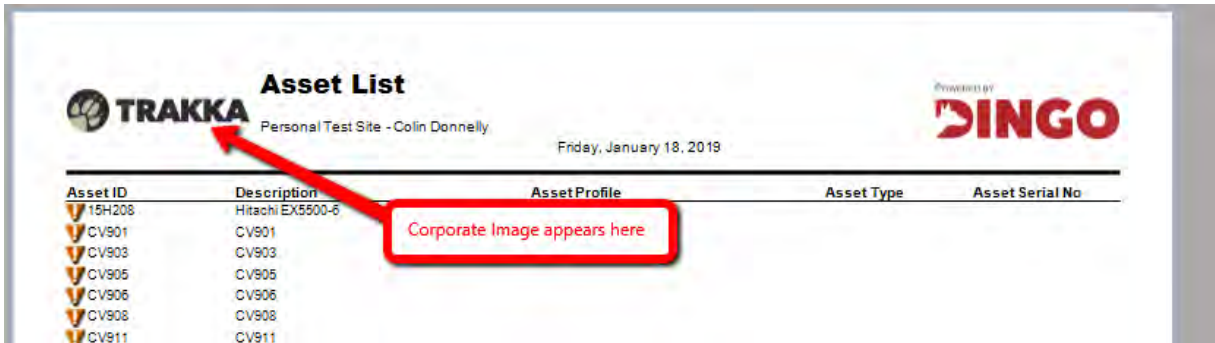 Asset List
TRAKKA
POWERED BY
DINGO
Personal Test Site - Colin Donnelly
Friday, January 18, 2019
Asset ID Description Asset Profile Asset Type Asset Serial No
15H208 Hitachi EX5500-6
Corporate Image appears here
CV901 CV901
CV903 CV903
CV905 CV905
CV906 CV906
CV908 CV908
CV911 CV911